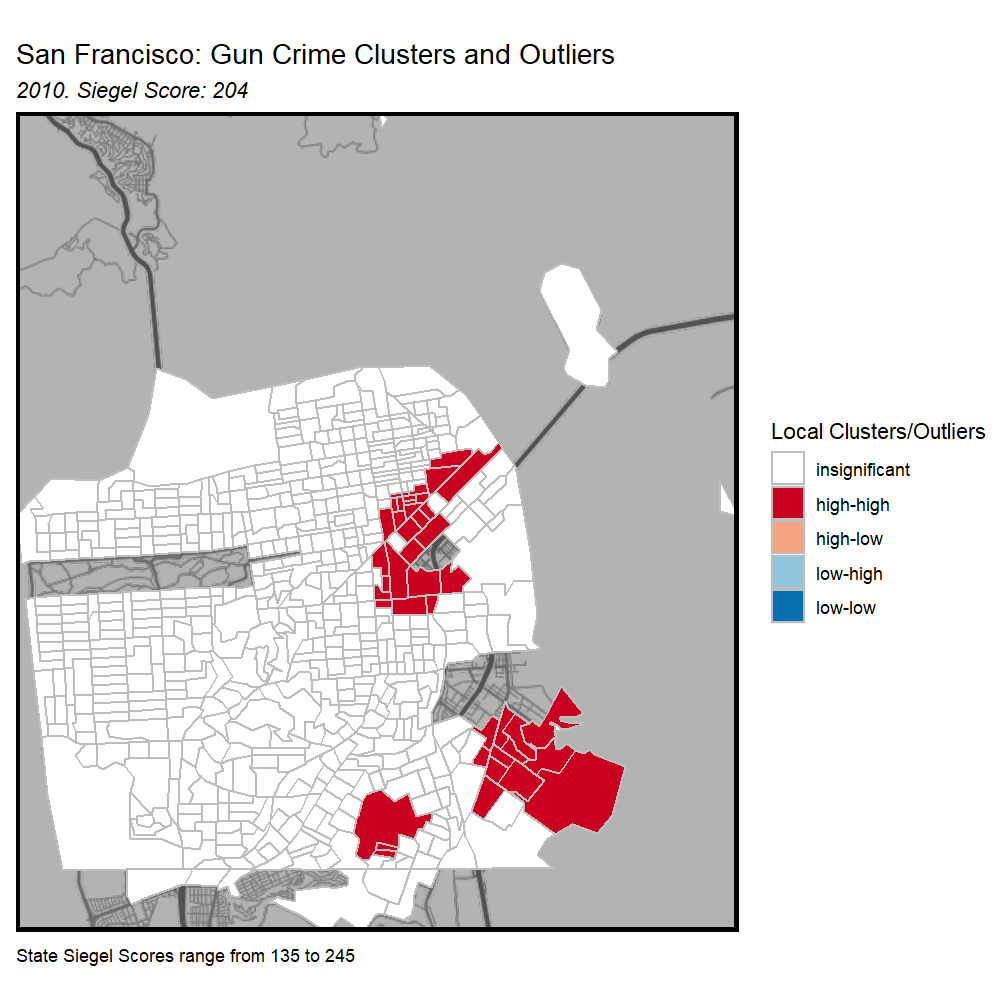 San Francisco: Gun Crime Clusters and Outliers
2010. Siegel Score: 204
Local Clusters/Outliers
insignificant
high-high
high-low
low-high
low-low
State Siegel Scores range from 135 to 245